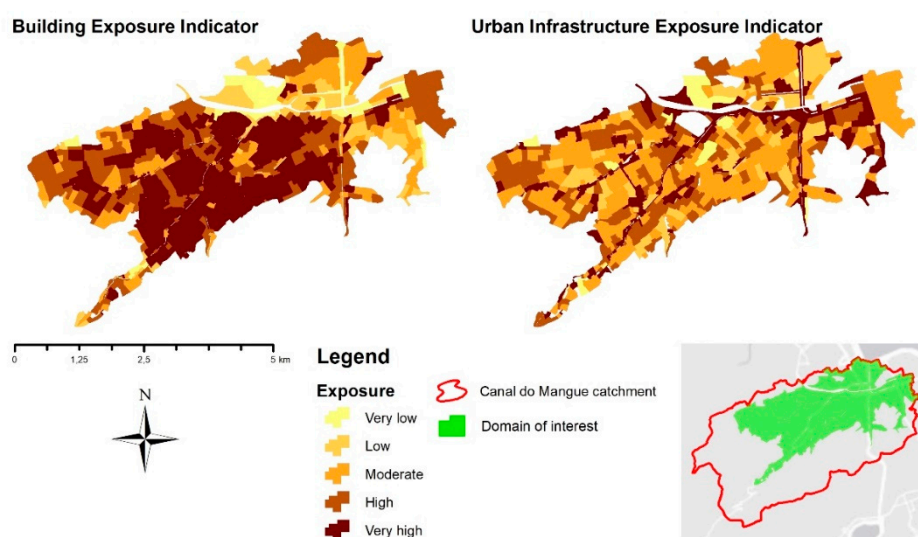 Building Exposure Indicator
Urban Infrastructure Exposure Indicator
0 1,25 2,5 5 km
N
Legend
Exposure
Very low
Low
Moderate
High
Very high
Canal do Mangue catchment
Domain of interest